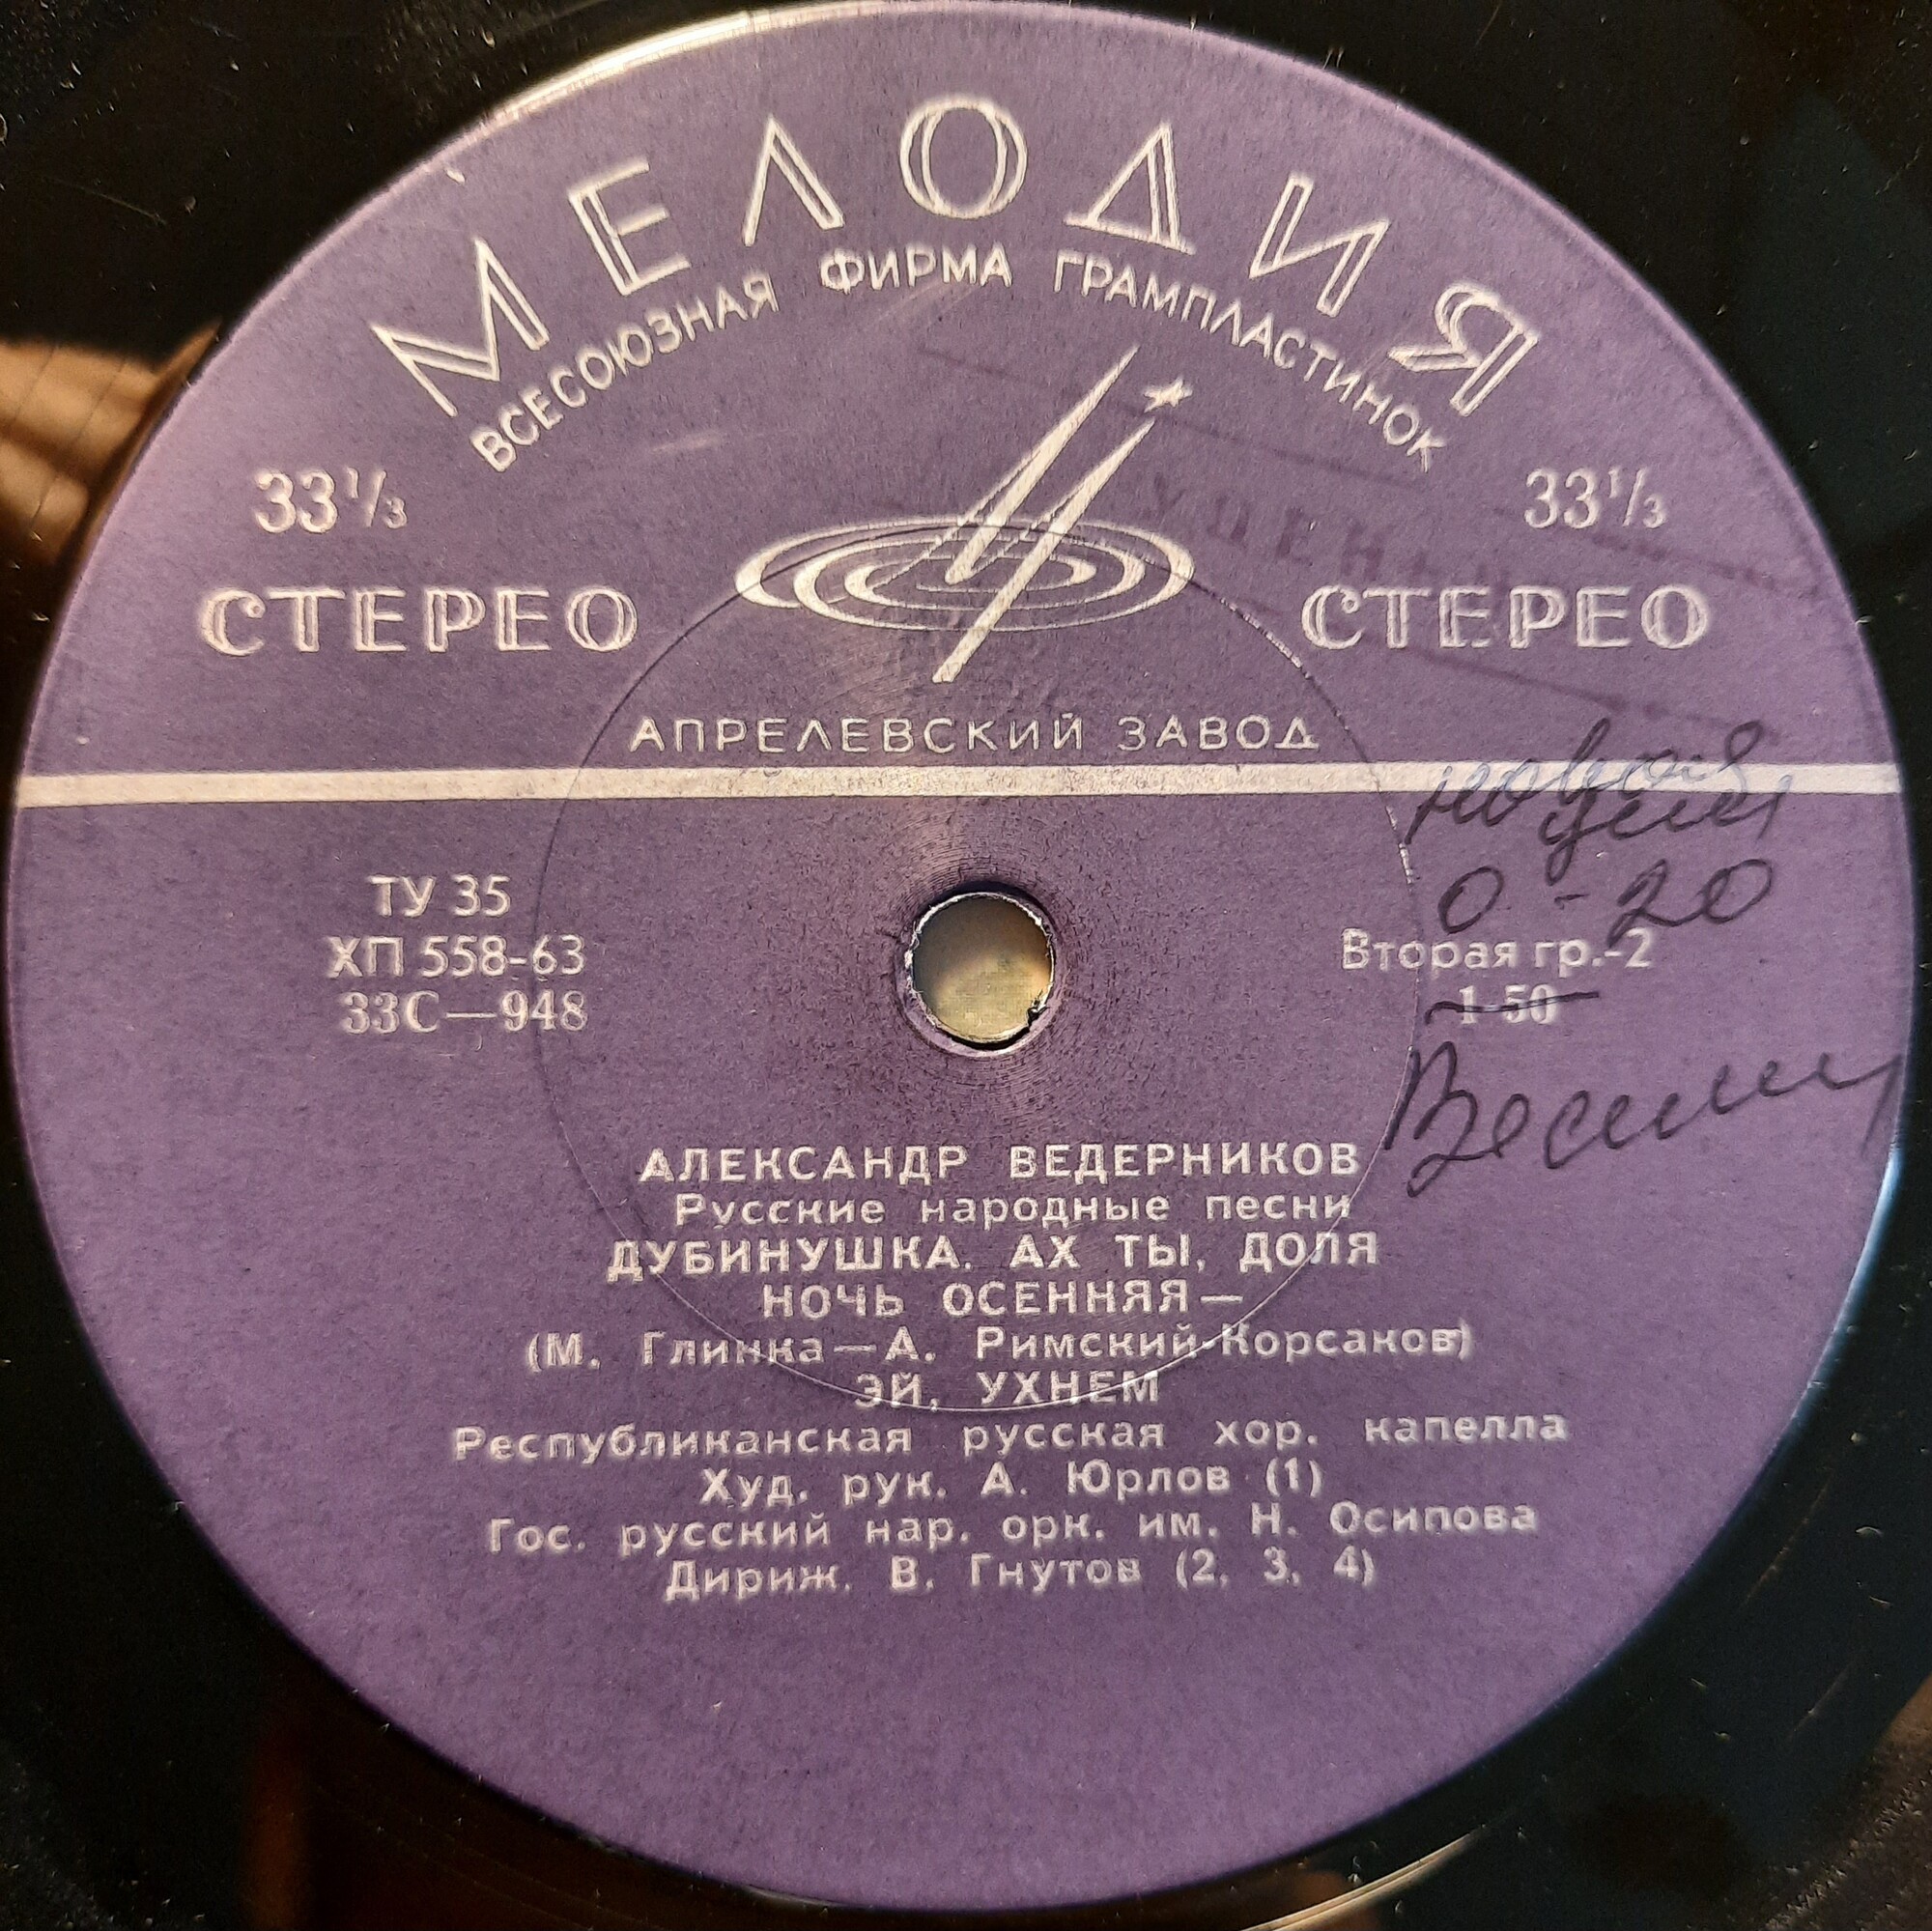 МЕЛОДИЯ
ВСЕСОЮЗНАЯ ФИРМА ГРАМПЛАСТИНОК
33⅓ 33⅓
СТЕРЕО СТЕРЕО
АПРЕЛЕВСКИЙ ЗАВОД
новая
цена
0-20
ТУ 35
ХП 558-63
33С—948
Вторая гр.-2
1-50
АЛЕКСАНДР ВЕДЕРНИКОВ
Русские народные песни
ДУБИНУШКА. АХ ТЫ, ДОЛЯ
НОЧЬ ОСЕННЯЯ—
(М. Глинка—А. Римский-Корсаков)
ЭЙ, УХНЕМ
Республиканская русская хор. капелла
Худ. рук. А. Юрлов (1)
Гос. русский нар. орк. им. Н. Осипова
Дириж. В. Гнутов (2, 3, 4)